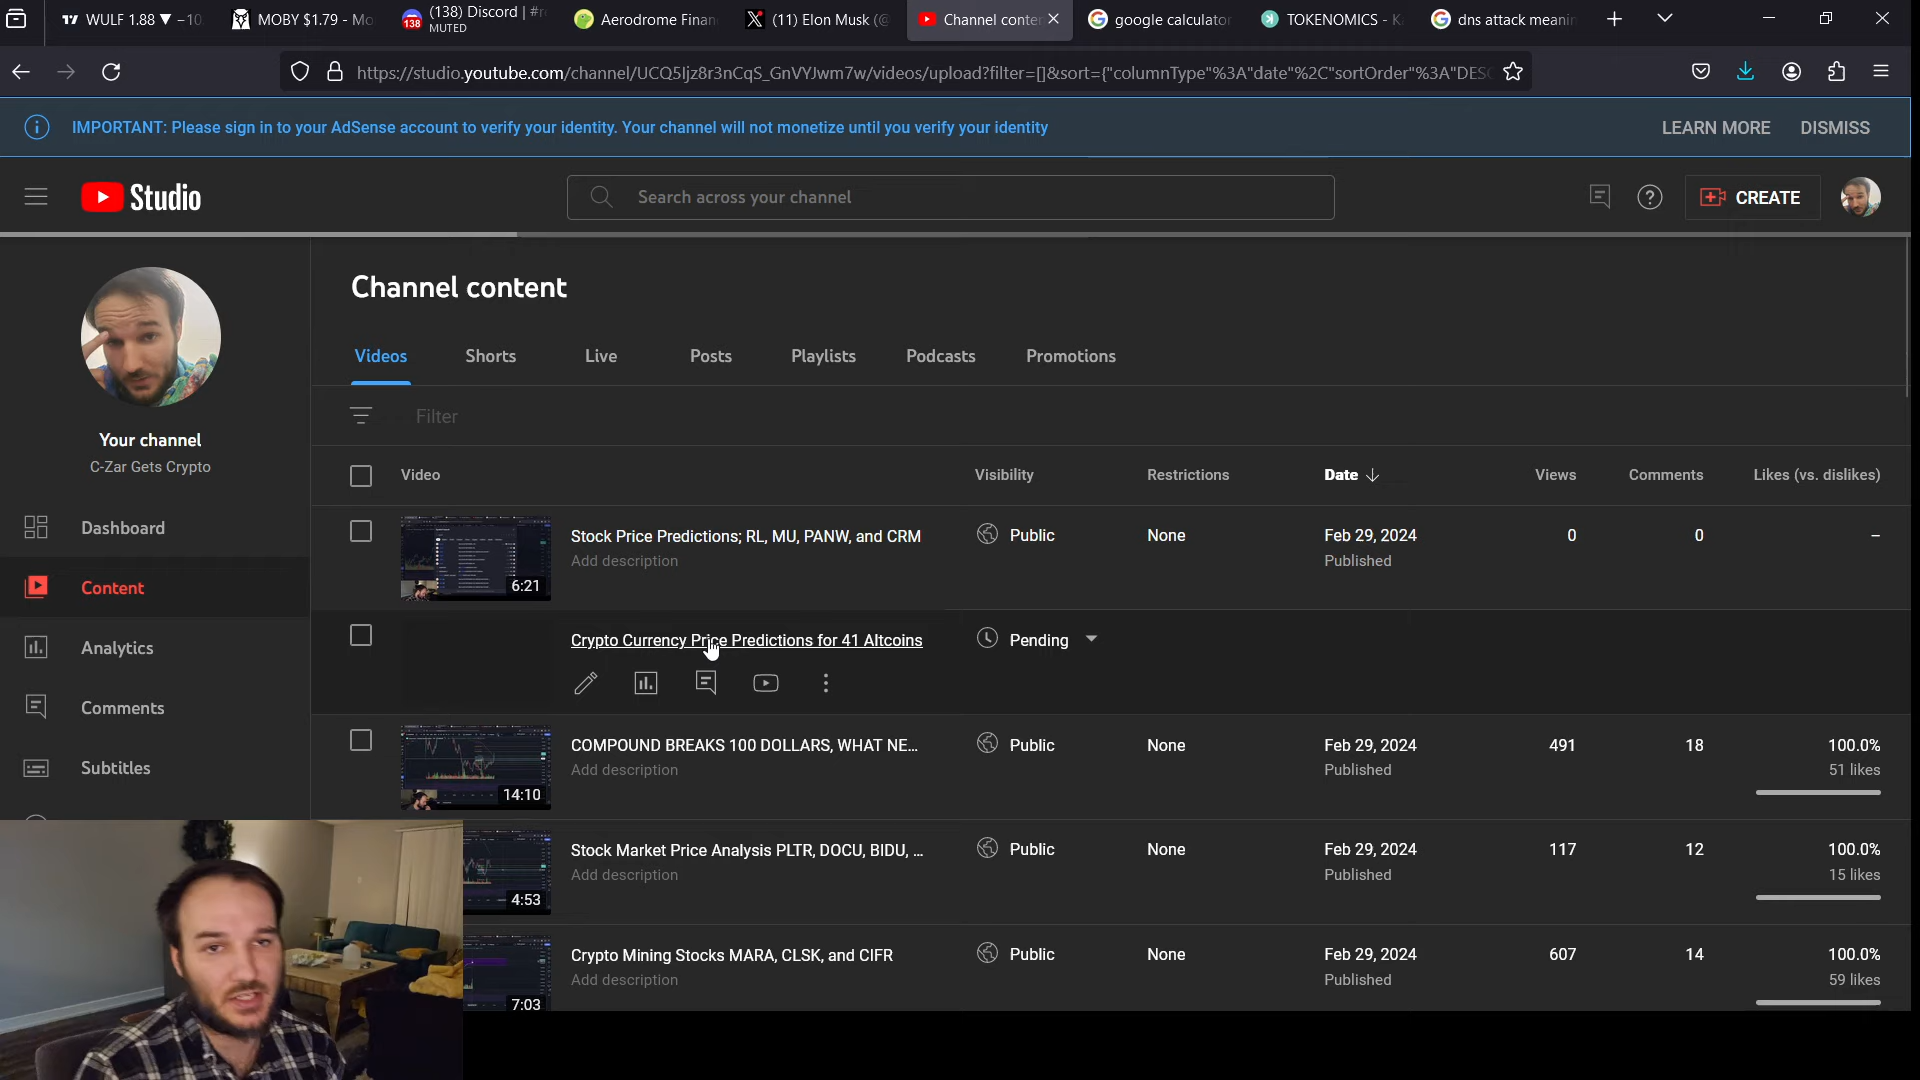 WULF 1.88 ▼ −10
MOBY $1.79 - Mo
(138) Discord | #r
MUTED
138
Aerodrome Finan
(11) Elon Musk (@
Channel conte
google calculator
TOKENOMICS - K
dns attack meanin
https://studio.youtube.com/channel/UCQ5Ijz8r3nCqS_GnVYJwm7w/videos/upload?filter=[]&sort={"columnType"%3A"date"%2C"sortOrder"%3A"DESC
IMPORTANT: Please sign in to your AdSense account to verify your identity. Your channel will not monetize until you verify your identity
LEARN MORE
DISMISS
Studio
Search across your channel
CREATE
Your channel
C-Zar Gets Crypto
Dashboard
Content
Analytics
Comments
Subtitles
Channel content
Videos Shorts Live Posts Playlists Podcasts Promotions
Filter
Video Visibility Restrictions Date Views Comments Likes (vs. dislikes)
Stock Price Predictions; RL, MU, PANW, and CRM Public None Feb 29, 2024 0 0 –
Add description Published
6:21
Crypto Currency Price Predictions for 41 Altcoins Pending
COMPOUND BREAKS 100 DOLLARS, WHAT NE... Public None Feb 29, 2024 491 18 100.0%
Add description Published 51 likes
14:10
Stock Market Price Analysis PLTR, DOCU, BIDU, ... Public None Feb 29, 2024 117 12 100.0%
Add description Published 15 likes
4:53
Crypto Mining Stocks MARA, CLSK, and CIFR Public None Feb 29, 2024 607 14 100.0%
Add description Published 59 likes
7:03